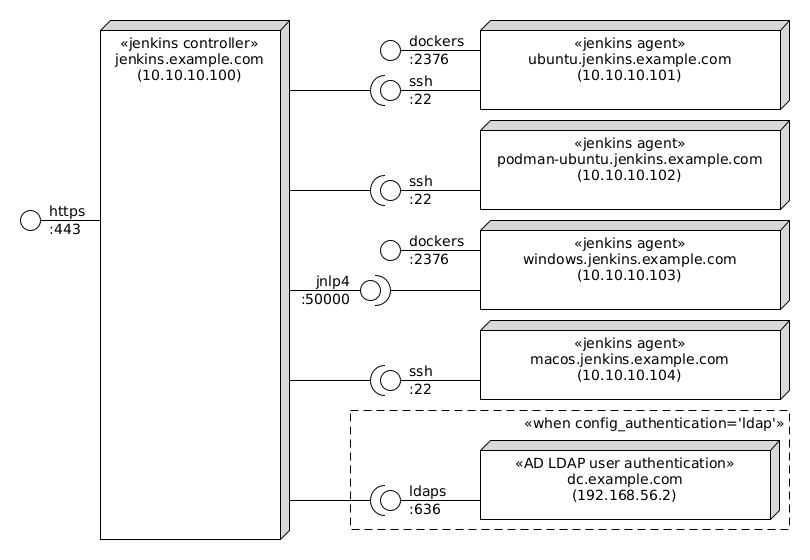 «jenkins controller»
jenkins.example.com
(10.10.10.100)
https
:443
dockers
:2376
ssh
:22
«jenkins agent»
ubuntu.jenkins.example.com
(10.10.10.101)
ssh
:22
«jenkins agent»
podman-ubuntu.jenkins.example.com
(10.10.10.102)
dockers
:2376
jnlp4
:50000
«jenkins agent»
windows.jenkins.example.com
(10.10.10.103)
ssh
:22
«jenkins agent»
macos.jenkins.example.com
(10.10.10.104)
«when config_authentication='ldap'»
ldaps
:636
«AD LDAP user authentication»
dc.example.com
(192.168.56.2)